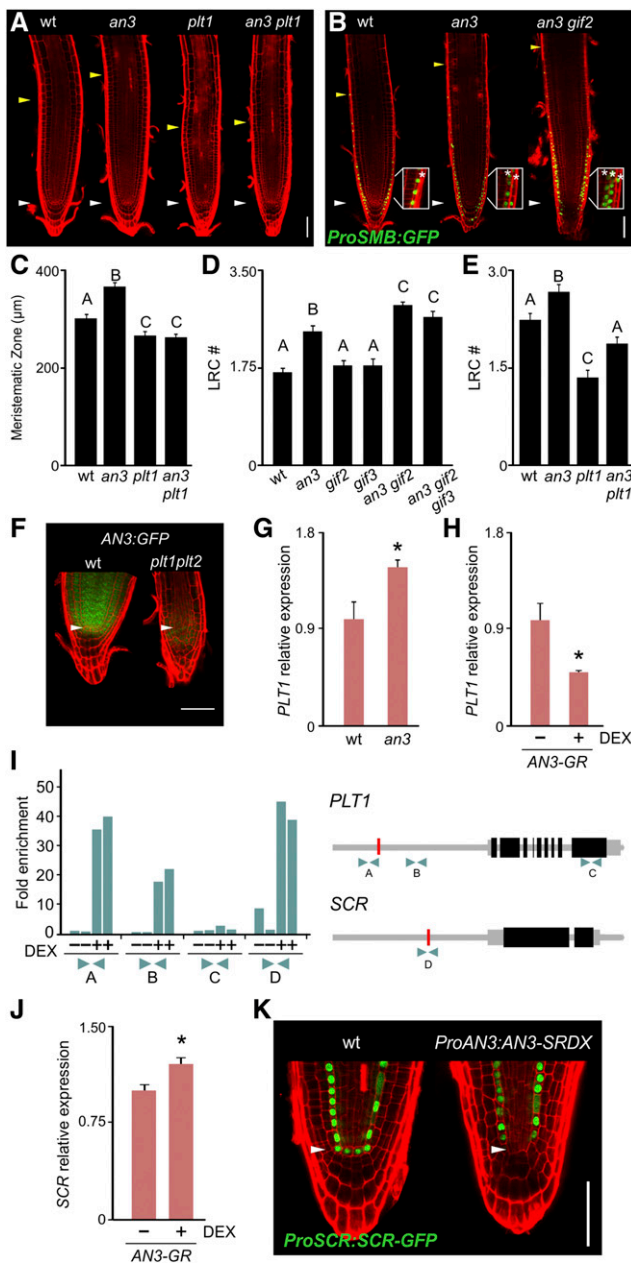 A
wt
an3
plt1
an3 plt1
B
wt
an3
an3 gif2
*
* *
* * *
ProSMB:GFP
C
Meristematic Zone (µm)
400
200
0
A
B
C
C
wt
an3
plt1
an3
plt1
D
LRC #
3.50
1.75
0
A
B
A
A
C
C
wt
an3
gif2
gif3
an3 gif2
an3 gif2
gif3
E
LRC #
3.0
1.5
0
A
B
C
A
wt
an3
plt1
an3 plt1
F
AN3:GFP
wt
plt1plt2
G
PLT1 relative expression
1.8
0.9
0
*
wt
an3
H
PLT1 relative expression
1.8
0.9
0
*
− + DEX
AN3-GR
I
Fold enrichment
50
40
30
20
10
0
DEX −−++ −−++ −−++ −−++
A B C D
PLT1
A B C
SCR
D
J
SCR relative expression
1.50
0.75
0
*
− + DEX
AN3-GR
K
wt
ProAN3:AN3-SRDX
ProSCR:SCR-GFP